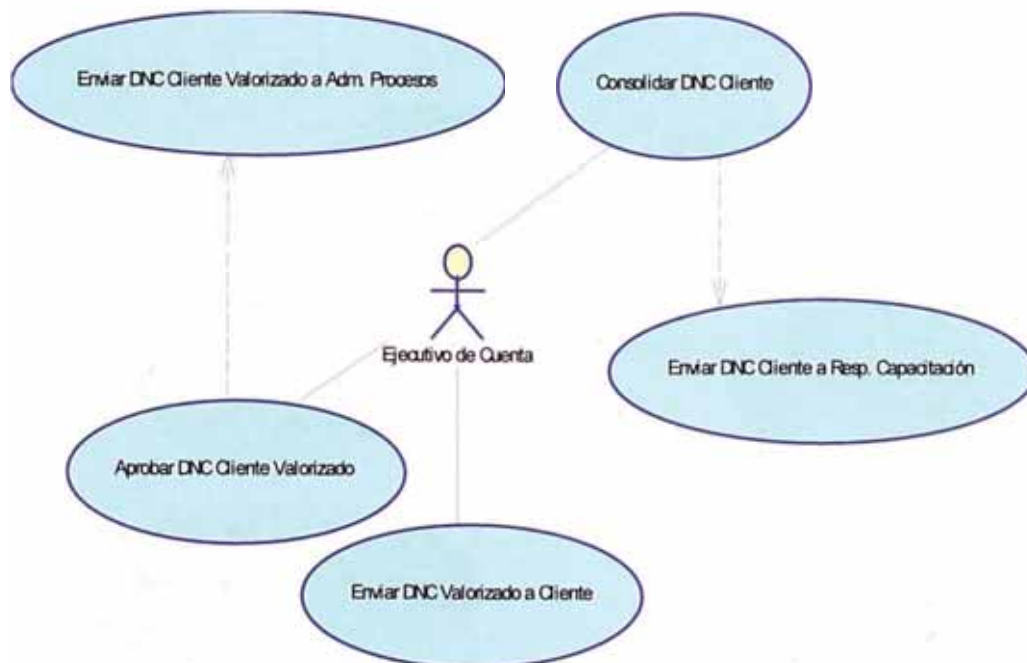 Enviar DNC Cliente Valorizado a Adm. Procesos
Consolidar DNC Cliente
Ejecutivo de Cuenta
Enviar DNC Cliente a Resp. Capacitación
Aprobar DNC Cliente Valorizado
Enviar DNC Valorizado a Cliente